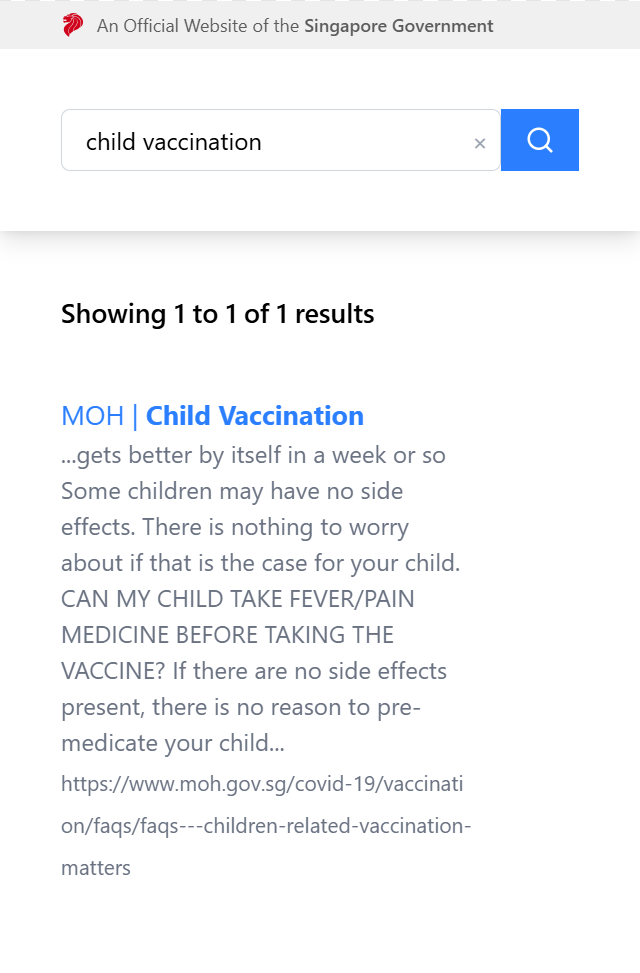 An Official Website of the Singapore Government
child vaccination ×
Showing 1 to 1 of 1 results
MOH | Child Vaccination
...gets better by itself in a week or so
Some children may have no side
effects. There is nothing to worry
about if that is the case for your child.
CAN MY CHILD TAKE FEVER/PAIN
MEDICINE BEFORE TAKING THE
VACCINE? If there are no side effects
present, there is no reason to pre-
medicate your child...
https://www.moh.gov.sg/covid-19/vaccinati
on/faqs/faqs---children-related-vaccination-
matters